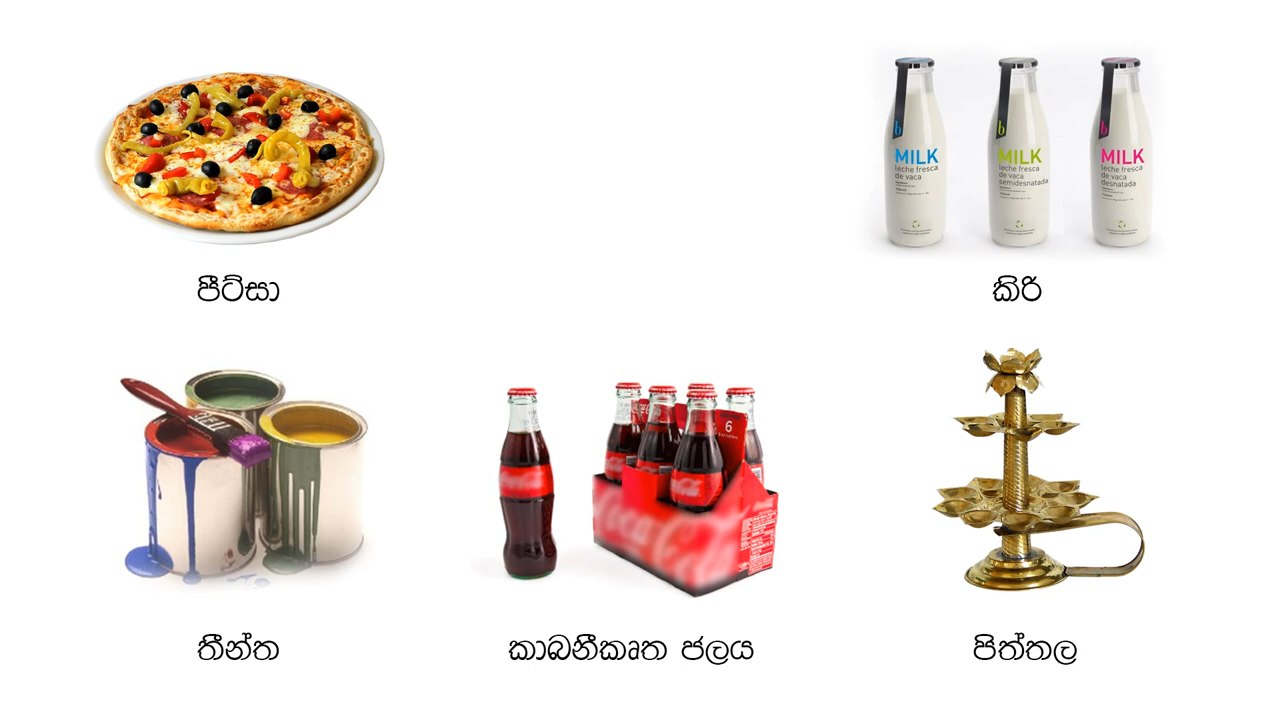 MILK
leche fresca
de vaca
MILK
leche fresca
de vaca
semidesnatada
MILK
leche fresca
de vaca
desnatada
පීට්සා
කිරි
6
තීන්ත
කාබනීකෘත ජලය
පිත්තල